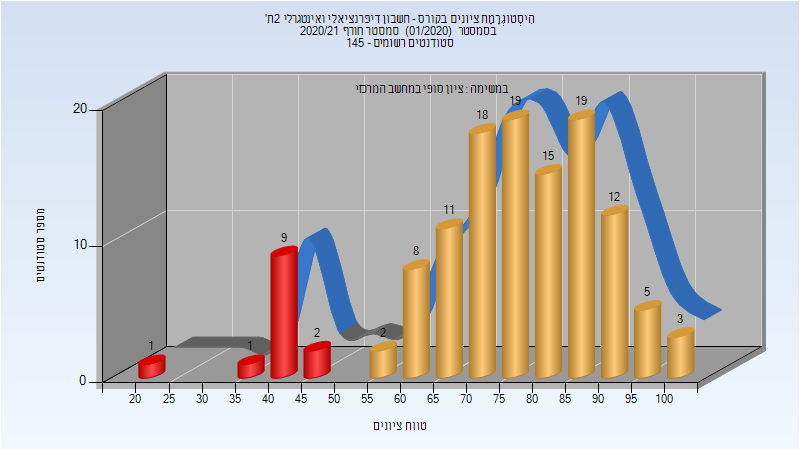 היסטוגרמת ציונים בקורס - חשבון דיפרנציאלי ואינטגרלי 2ת'
בסמסטר (01/2020) סמסטר חורף 2020/21
סטודנטים רשומים - 145
במשימה : ציון סופי במחשב המרכזי
מספר סטודנטים
20
10
0
1
1
9
2
2
8
11
18
19
15
19
12
5
3
20 25 30 35 40 45 50 55 60 65 70 75 80 85 90 95 100
טווח ציונים